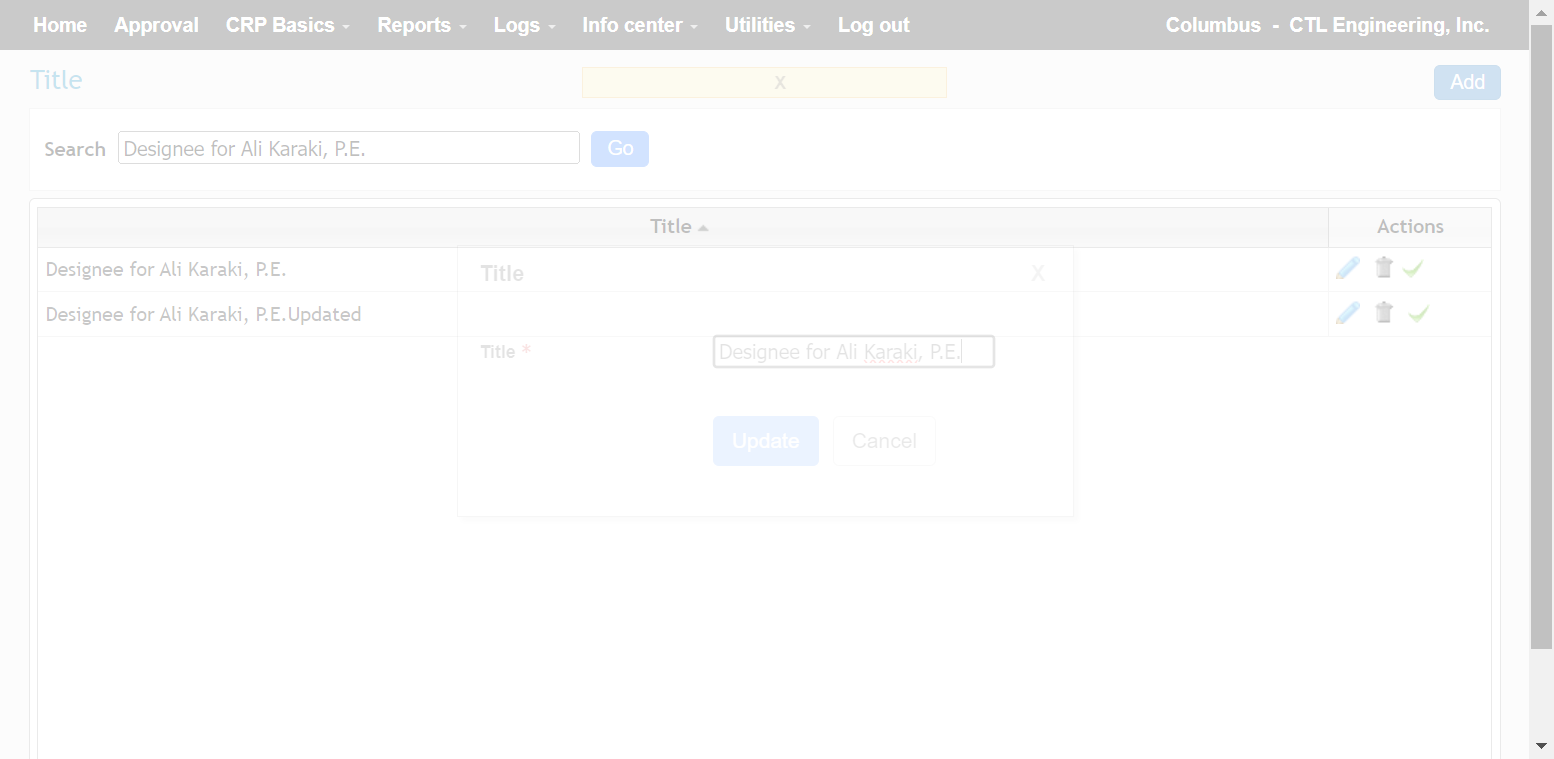 Home Approval CRP Basics Reports Logs Info center Utilities Log out Columbus - CTL Engineering, Inc.
Title X Add
Search Designee for Ali Karaki, P.E. Go
Title Actions
Designee for Ali Karaki, P.E.
Title X
Designee for Ali Karaki, P.E.Updated
Title * Designee for Ali Karaki, P.E.
Update Cancel